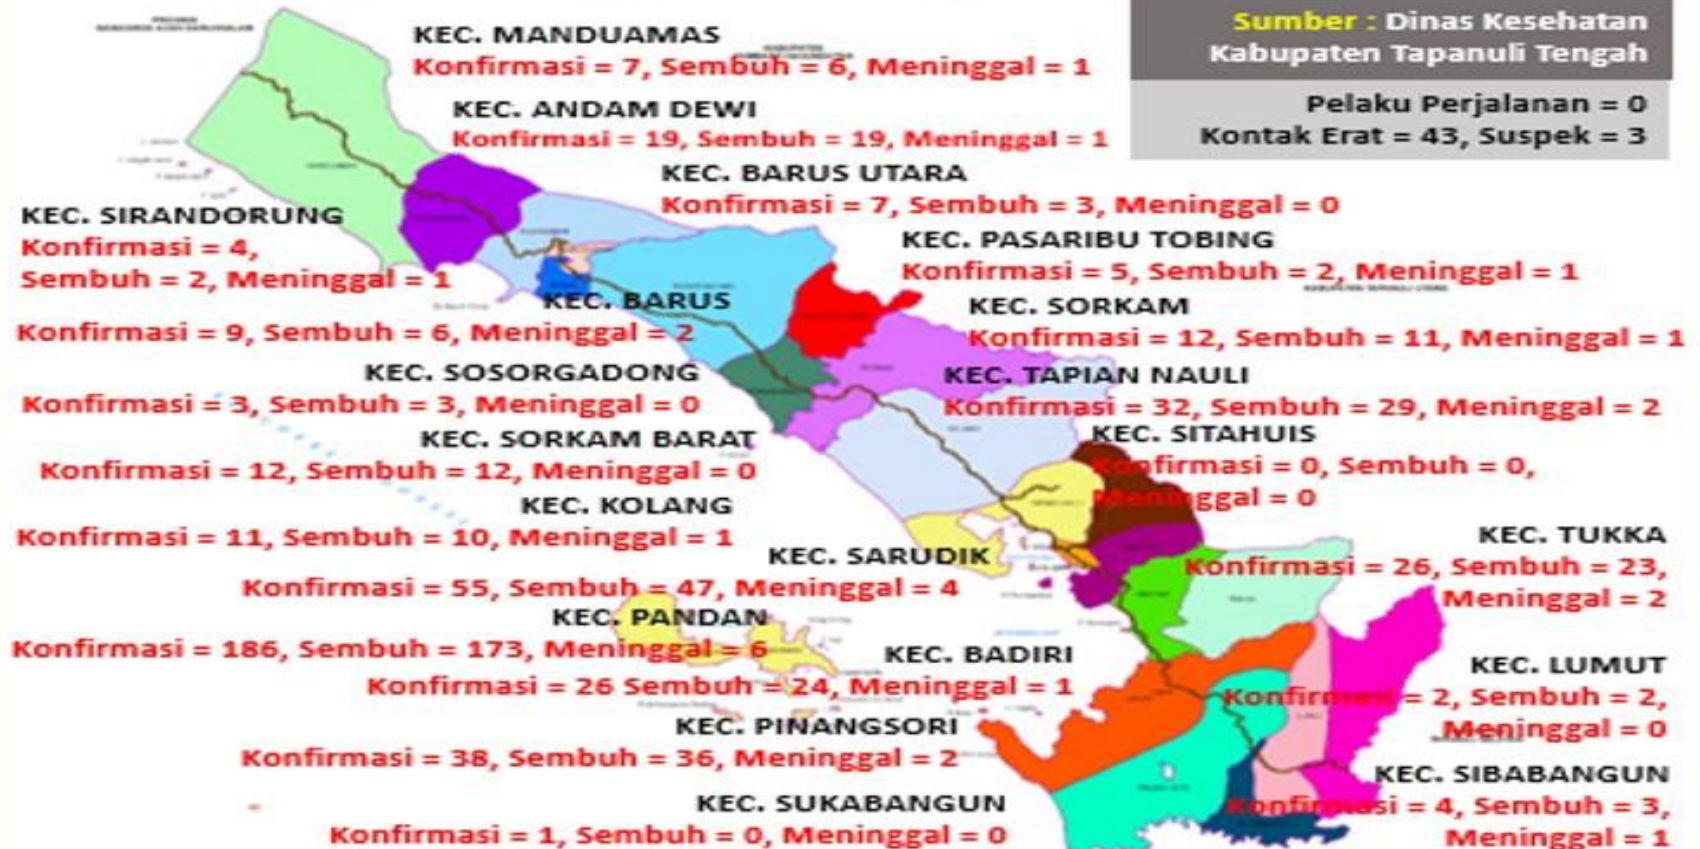 Sumber : Dinas Kesehatan
Kabupaten Tapanuli Tengah
Pelaku Perjalanan = 0
Kontak Erat = 43, Suspek = 3
KEC. MANDUAMAS
Konfirmasi = 7, Sembuh = 6, Meninggal = 1
KEC. ANDAM DEWI
Konfirmasi = 19, Sembuh = 19, Meninggal = 1
KEC. BARUS UTARA
Konfirmasi = 7, Sembuh = 3, Meninggal = 0
KEC. SIRANDORUNG
Konfirmasi = 4,
Sembuh = 2, Meninggal = 1
KEC. PASARIBU TOBING
Konfirmasi = 5, Sembuh = 2, Meninggal = 1
KEC. BARUS
Konfirmasi = 9, Sembuh = 6, Meninggal = 2
KEC. SORKAM
Konfirmasi = 12, Sembuh = 11, Meninggal = 1
KEC. SOSORGADONG
Konfirmasi = 3, Sembuh = 3, Meninggal = 0
KEC. TAPIAN NAULI
Konfirmasi = 32, Sembuh = 29, Meninggal = 2
KEC. SORKAM BARAT
Konfirmasi = 12, Sembuh = 12, Meninggal = 0
KEC. SITAHUIS
Konfirmasi = 0, Sembuh = 0,
Meninggal = 0
KEC. KOLANG
Konfirmasi = 11, Sembuh = 10, Meninggal = 1
KEC. SARUDIK
Konfirmasi = 55, Sembuh = 47, Meninggal = 4
KEC. TUKKA
Konfirmasi = 26, Sembuh = 23,
Meninggal = 2
KEC. PANDAN
Konfirmasi = 186, Sembuh = 173, Meninggal = 6
KEC. BADIRI
Konfirmasi = 26 Sembuh = 24, Meninggal = 1
KEC. LUMUT
Konfirmasi = 2, Sembuh = 2,
Meninggal = 0
KEC. PINANGSORI
Konfirmasi = 38, Sembuh = 36, Meninggal = 2
KEC. SIBABANGUN
Konfirmasi = 4, Sembuh = 3,
Meninggal = 1
KEC. SUKABANGUN
Konfirmasi = 1, Sembuh = 0, Meninggal = 0